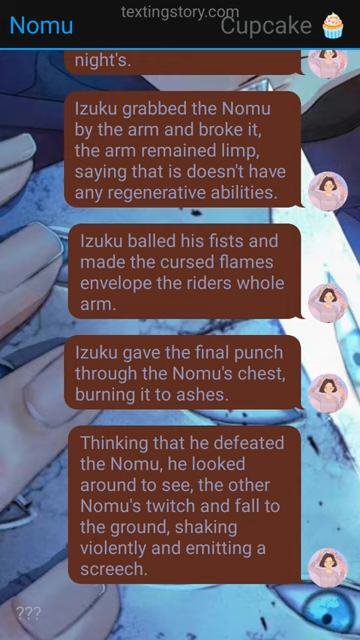 textingstory.com
Nomu
Cupcake 🧁
night's.
Izuku grabbed the Nomu
by the arm and broke it,
the arm remained limp,
saying that is doesn't have
any regenerative abilities.
Izuku balled his fists and
made the cursed flames
envelope the riders whole
arm.
Izuku gave the final punch
through the Nomu's chest,
burning it to ashes.
Thinking that he defeated
the Nomu, he looked
around to see, the other
Nomu's twitch and fall to
the ground, shaking
violently and emitting a
screech.
???